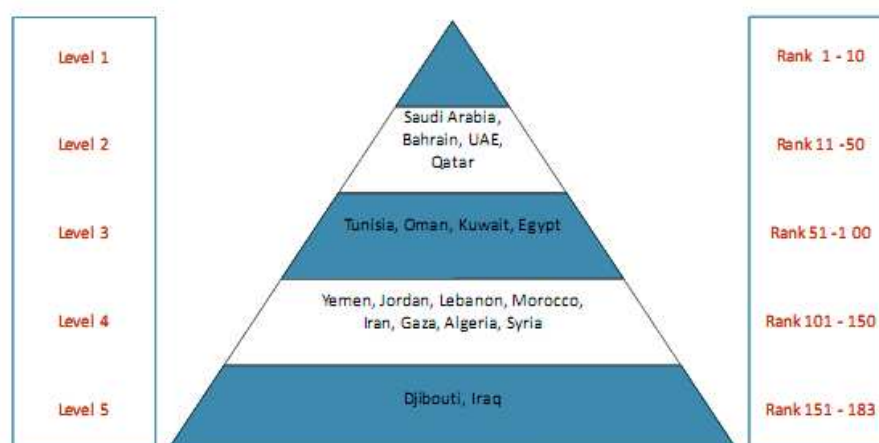 Level 1
Rank 1 - 10
Level 2
Saudi Arabia,
Bahrain, UAE,
Qatar
Rank 11 -50
Level 3
Tunisia, Oman, Kuwait, Egypt
Rank 51 -1 00
Level 4
Yemen, Jordan, Lebanon, Morocco,
Iran, Gaza, Algeria, Syria
Rank 101 - 150
Level 5
Djibouti, Iraq
Rank 151 - 183